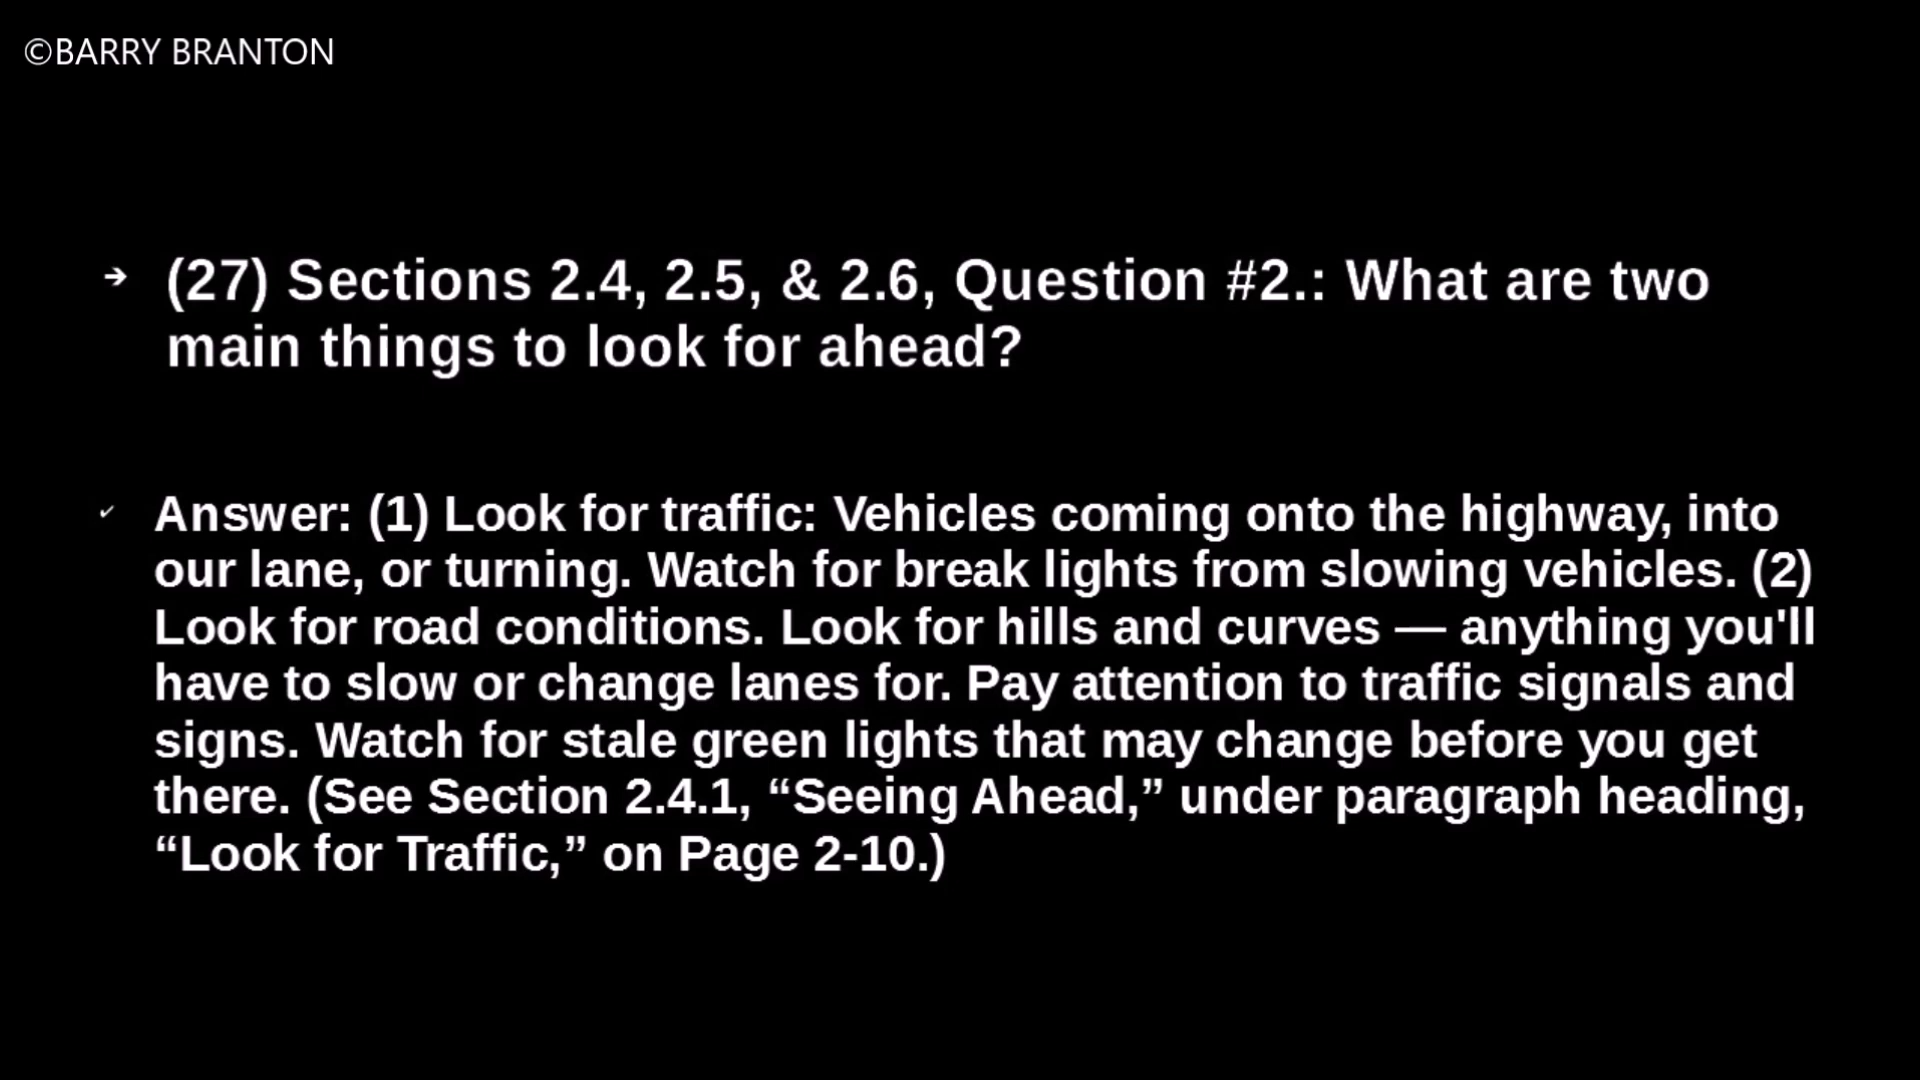 ©BARRY BRANTON
➔ (27) Sections 2.4, 2.5, & 2.6, Question #2.: What are two
main things to look for ahead?
✓ Answer: (1) Look for traffic: Vehicles coming onto the highway, into
our lane, or turning. Watch for break lights from slowing vehicles. (2)
Look for road conditions. Look for hills and curves — anything you'll
have to slow or change lanes for. Pay attention to traffic signals and
signs. Watch for stale green lights that may change before you get
there. (See Section 2.4.1, “Seeing Ahead,” under paragraph heading,
“Look for Traffic,” on Page 2-10.)